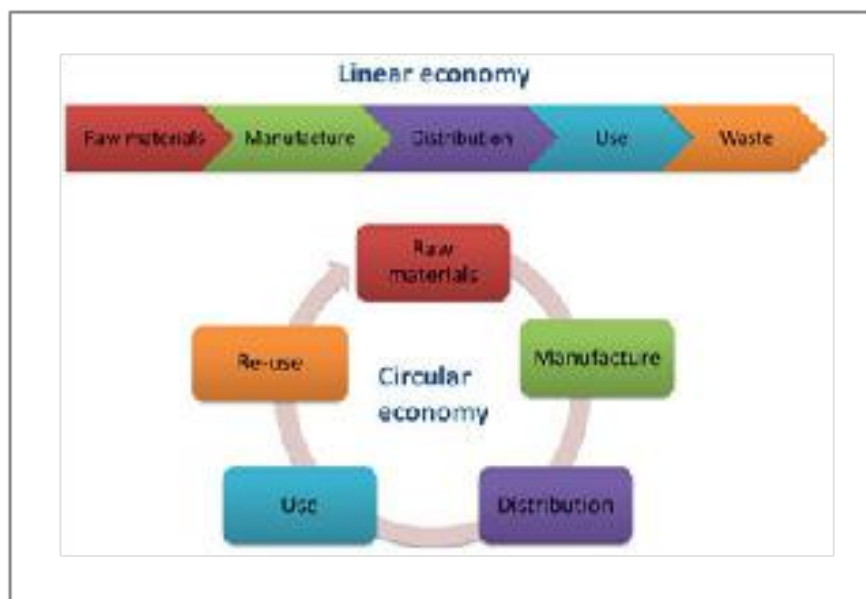 Linear economy
Raw materials Manufacture Distribution Use Waste
Raw
materials
Re-use
Manufacture
Circular
economy
Use
Distribution